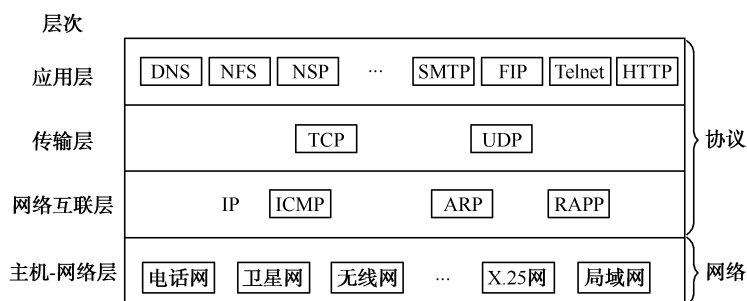 层次
应用层 DNS NFS NSP ... SMTP FIP Telnet HTTP
传输层 TCP UDP 协议
网络互联层 IP ICMP ARP RAPP
主机-网络层 电话网 卫星网 无线网 ... X.25网 局域网 网络